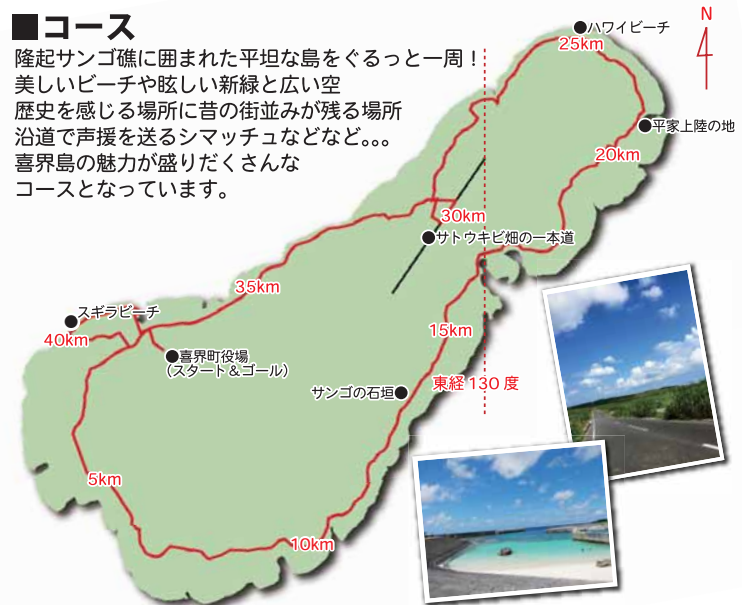 ■コース
隆起サンゴ礁に囲まれた平坦な島をぐるっと一周！
美しいビーチや眩しい新緑と広い空
歴史を感じる場所に昔の街並みが残る場所
沿道で声援を送るシマッチュなどなど。。。
喜界島の魅力が盛りだくさんな
コースとなっています。
N
ハワイビーチ
25km
平家上陸の地
20km
30km
サトウキビ畑の一本道
35km
スギラビーチ
40km
15km
喜界町役場
（スタート＆ゴール）
東経130度
サンゴの石垣
5km
10km